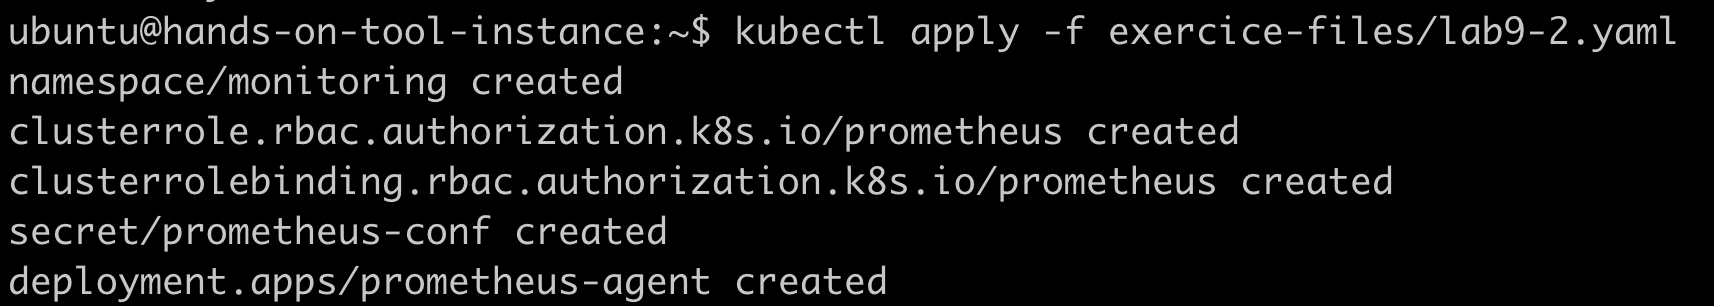 ubuntu@hands-on-tool-instance:~$ kubectl apply -f exercice-files/lab9-2.yaml
namespace/monitoring created
clusterrole.rbac.authorization.k8s.io/prometheus created
clusterrolebinding.rbac.authorization.k8s.io/prometheus created
secret/prometheus-conf created
deployment.apps/prometheus-agent created